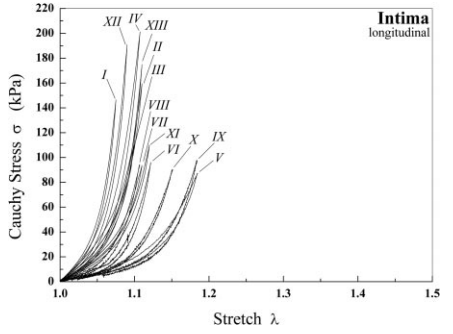 Intima
longitudinal
220
200
180
160
140
120
100
80
60
40
20
0
Cauchy Stress σ (kPa)
XII
IV
XIII
II
III
I
VIII
VII
XI
VI
X
IX
V
1.0
1.1
1.2
1.3
1.4
1.5
Stretch λ